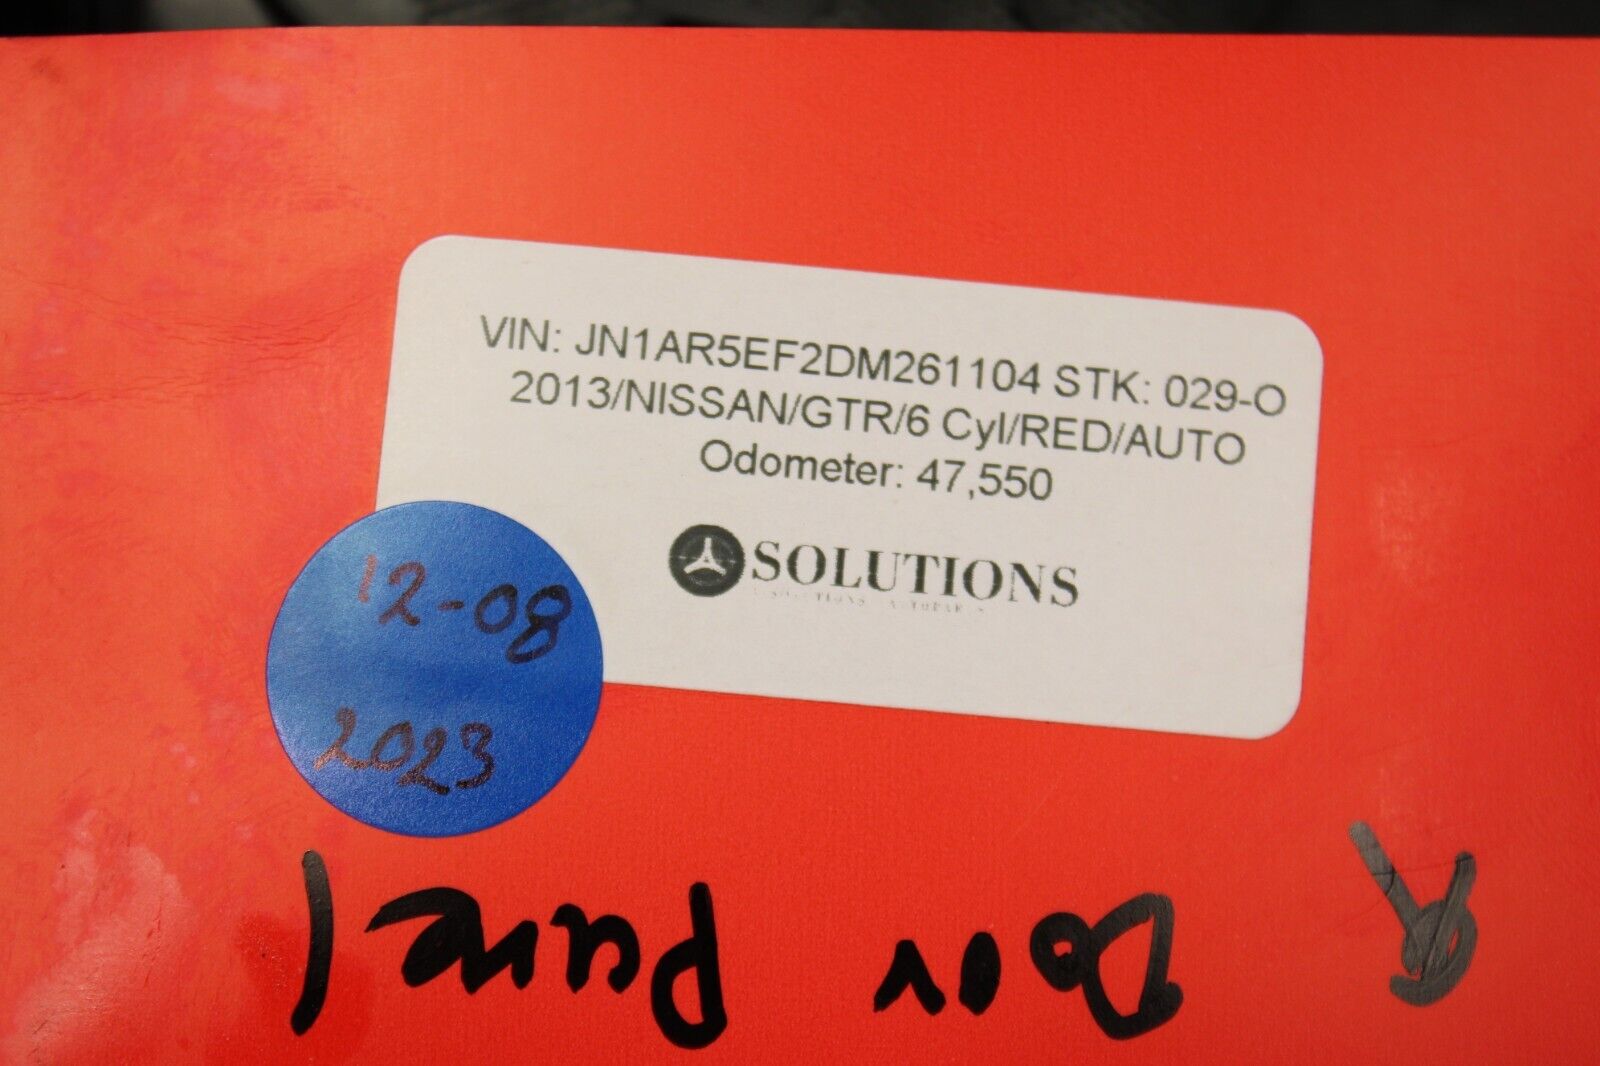 VIN: JN1AR5EF2DM261104 STK: 029-O
2013/NISSAN/GTR/6 Cyl/RED/AUTO
Odometer: 47,550
SOLUTIONS
12-08
2023
R Door Panel